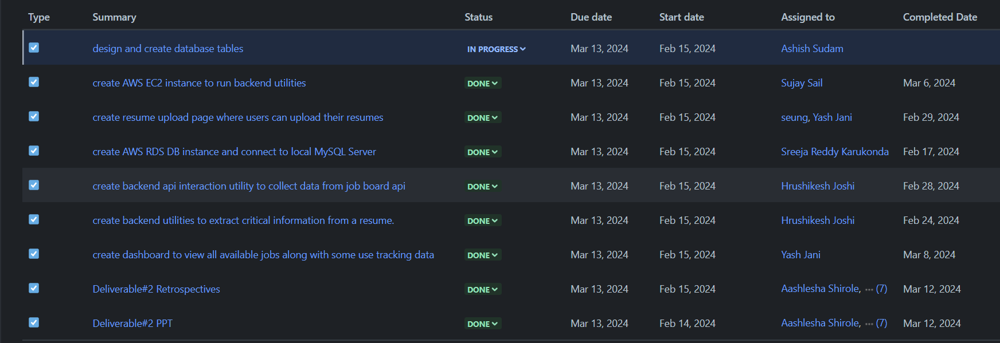 Type Summary Status Due date Start date Assigned to Completed Date
design and create database tables IN PROGRESS Mar 13, 2024 Feb 15, 2024 Ashish Sudam
create AWS EC2 instance to run backend utilities DONE Mar 13, 2024 Feb 15, 2024 Sujay Sail Mar 6, 2024
create resume upload page where users can upload their resumes DONE Mar 13, 2024 Feb 15, 2024 seung, Yash Jani Feb 29, 2024
create AWS RDS DB instance and connect to local MySQL Server DONE Mar 13, 2024 Feb 15, 2024 Sreeja Reddy Karukonda Feb 17, 2024
create backend api interaction utility to collect data from job board api DONE Mar 13, 2024 Feb 15, 2024 Hrushikesh Joshi Feb 28, 2024
create backend utilities to extract critical information from a resume. DONE Mar 13, 2024 Feb 15, 2024 Hrushikesh Joshi Feb 24, 2024
create dashboard to view all available jobs along with some use tracking data DONE Mar 13, 2024 Feb 15, 2024 Yash Jani Mar 8, 2024
Deliverable#2 Retrospectives DONE Mar 13, 2024 Feb 15, 2024 Aashlesha Shirole, ... (7) Mar 12, 2024
Deliverable#2 PPT DONE Mar 13, 2024 Feb 14, 2024 Aashlesha Shirole, ... (7) Mar 12, 2024